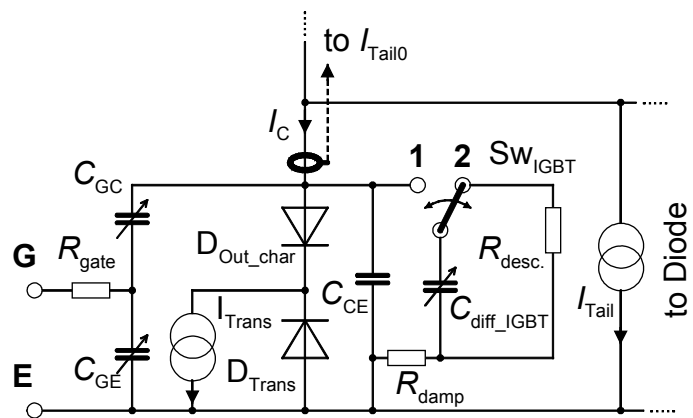 to I_Tail0
I_C
1 2 Sw_IGBT
C_GC
G R_gate
D_Out_char
C_CE
R_desc.
C_diff_IGBT
I_Tail
to Diode
I_Trans
C_GE
D_Trans
R_damp
E